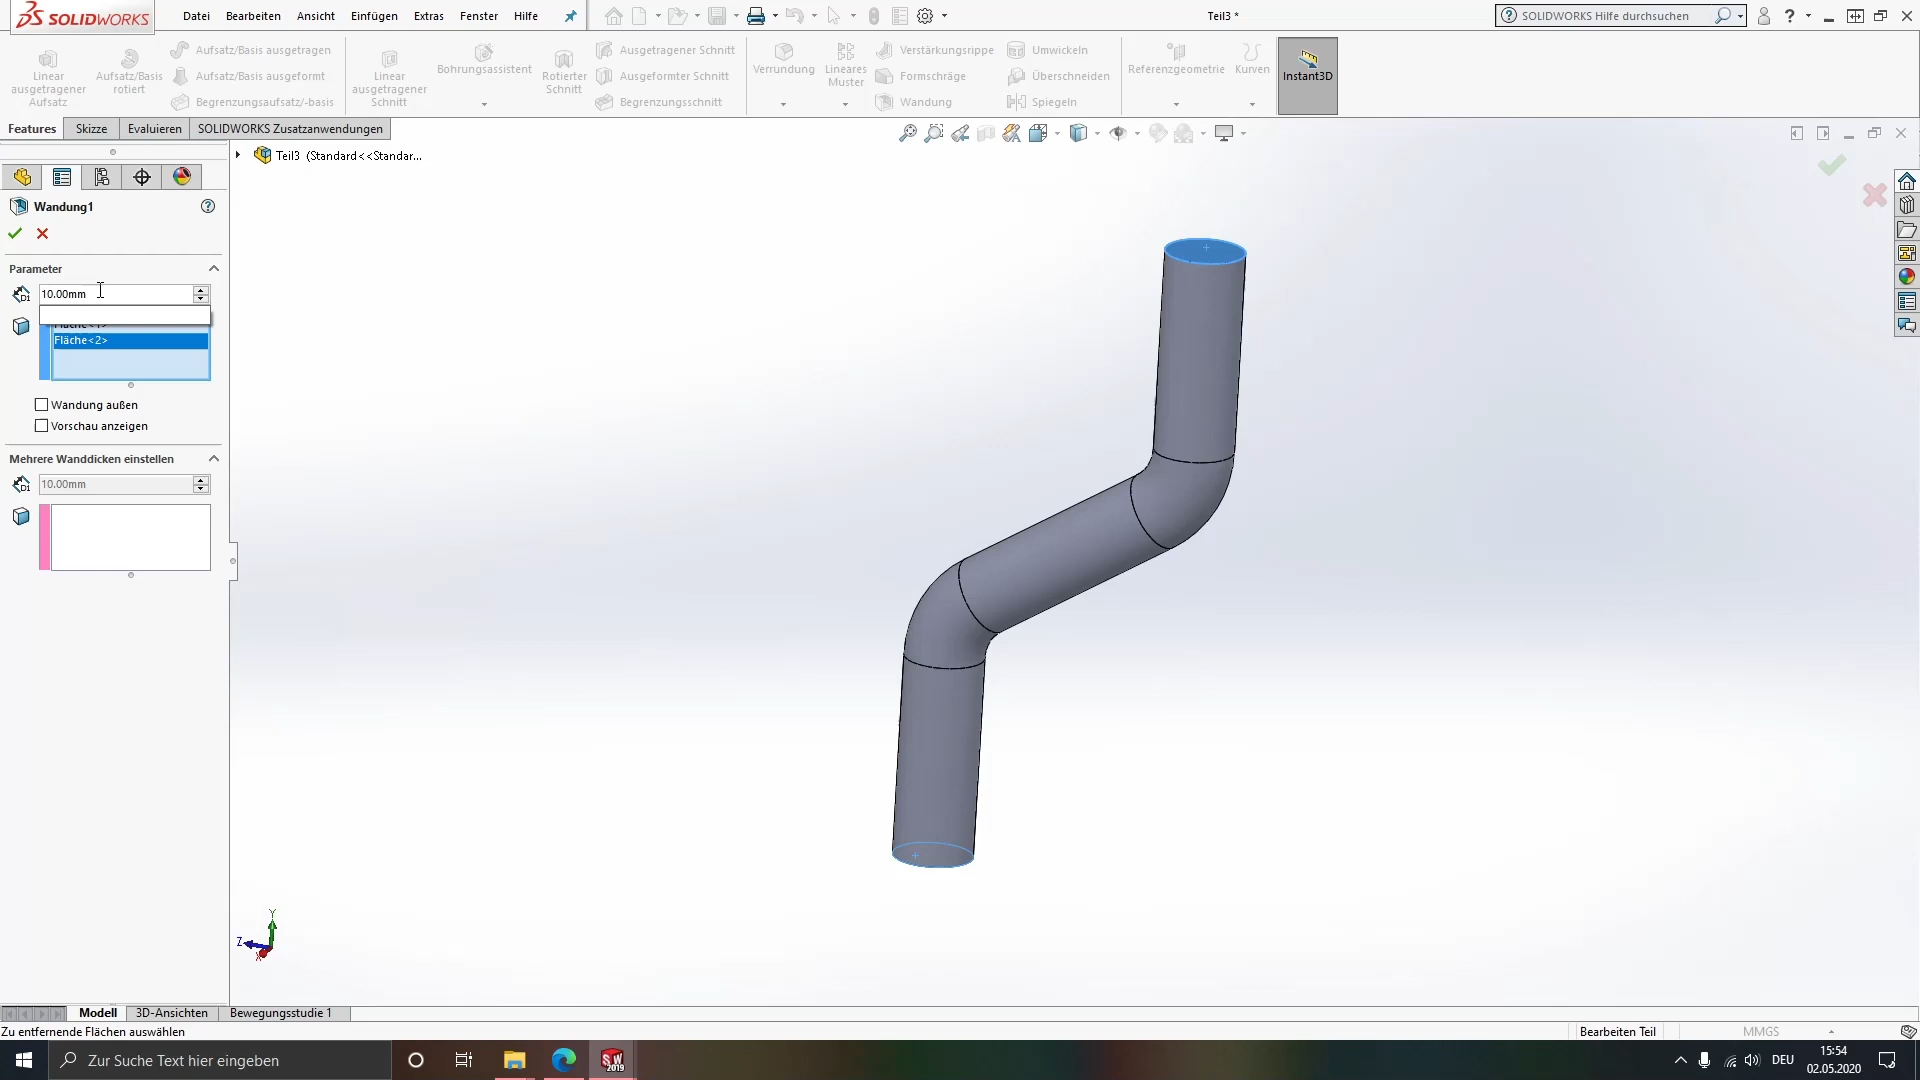 SOLIDWORKS
Datei Bearbeiten Ansicht Einfügen Extras Fenster Hilfe
Teil3 *
SOLIDWORKS Hilfe durchsuchen
Linear ausgetragener Aufsatz
Aufsatz/Basis rotiert
Aufsatz/Basis ausgetragen
Aufsatz/Basis ausgeformt
Begrenzungsaufsatz/-basis
Linear ausgetragener Schnitt
Bohrungsassistent
Rotierter Schnitt
Ausgetragener Schnitt
Ausgeformter Schnitt
Begrenzungsschnitt
Verrundung
Lineares Muster
Verstärkungsrippe
Formschräge
Wandung
Umwickeln
Überschneiden
Spiegeln
Referenzgeometrie
Kurven
Instant3D
Features Skizze Evaluieren SOLIDWORKS Zusatzanwendungen
Teil3 (Standard<<Standar...
Wandung1
Parameter
10.00mm
Fläche<1>
Fläche<2>
Wandung außen
Vorschau anzeigen
Mehrere Wanddicken einstellen
10.00mm
Y
Z
X
Modell 3D-Ansichten Bewegungsstudie 1
Zu entfernende Flächen auswählen
Bearbeiten Teil
MMGS
Zur Suche Text hier eingeben
SW
2019
DEU
15:54
02.05.2020